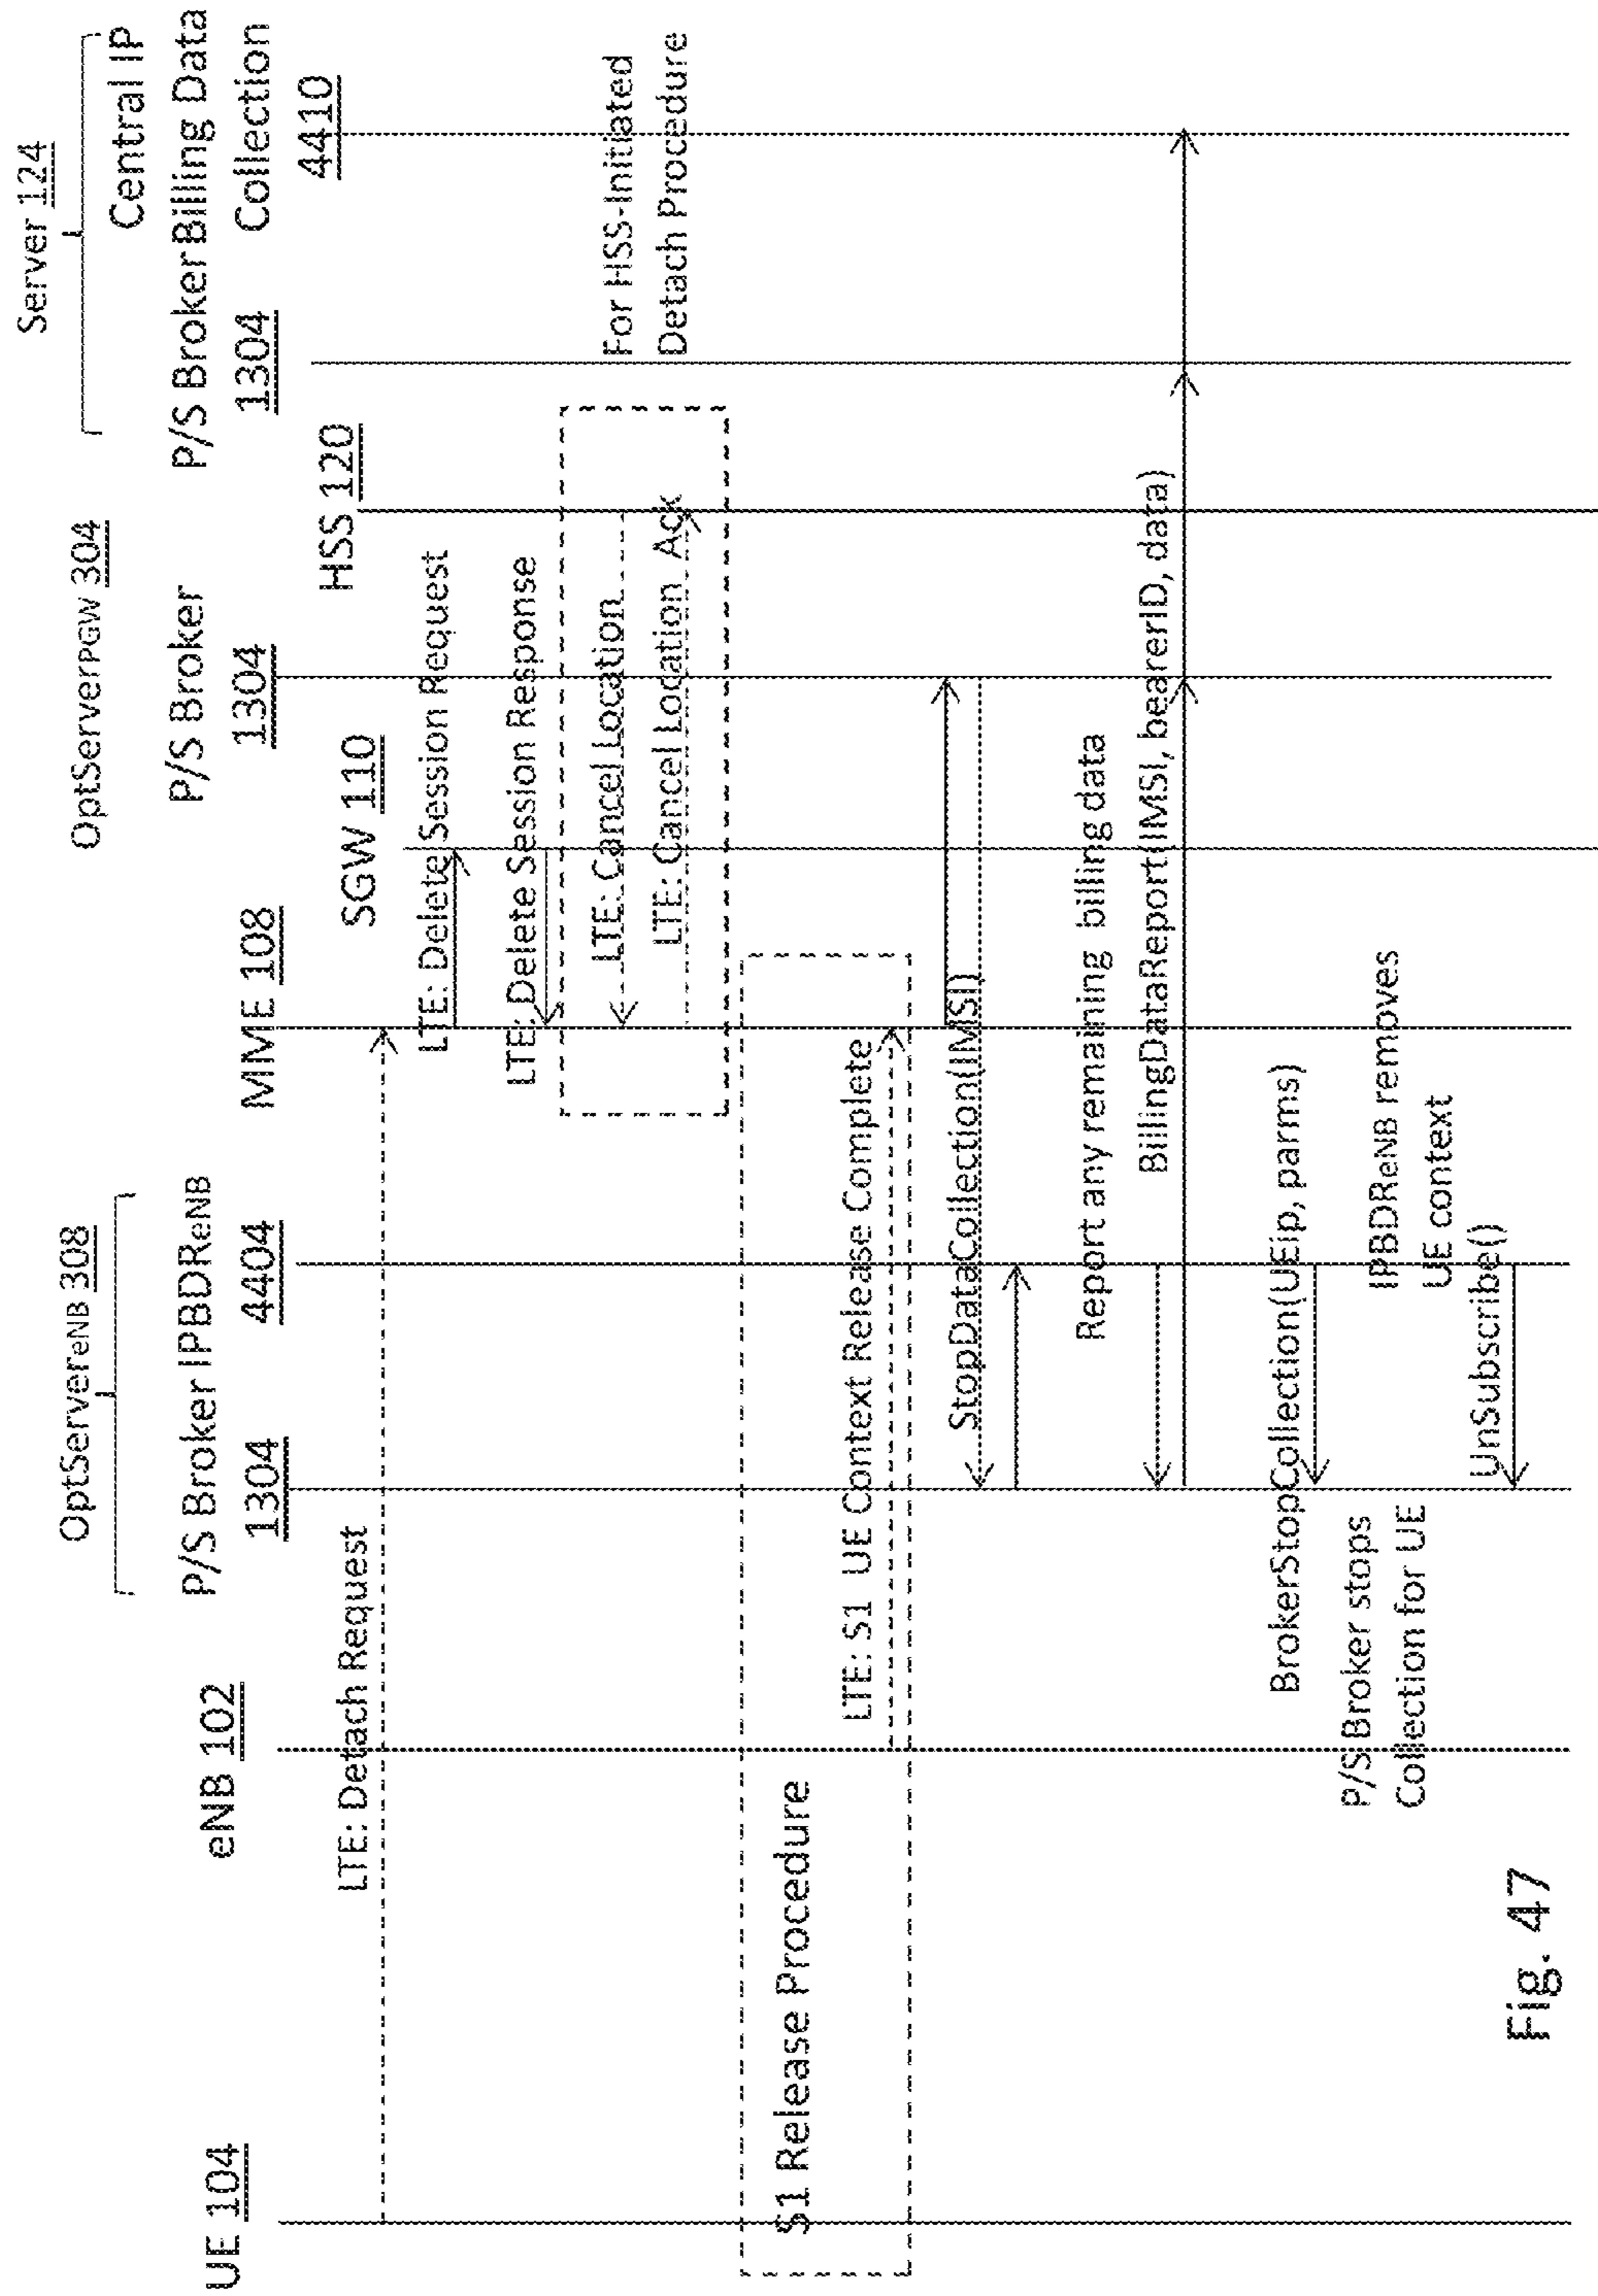 Server 124
OptServerPGW 304
OptServereNB 308
Central IP
P/S Broker Billing Data
1304 Collection
4410
P/S Broker
1304
P/S Broker IPBDReNB
1304 4404
UE 104
eNB 102
MME 108
SGW 110
HSS 120
LTE: Detach Request
LTE: Delete Session Request
LTE: Delete Session Response
LTE: Cancel Location
LTE: Cancel Location Ack
For HSS-Initiated
Detach Procedure
S1 Release Procedure
LTE: S1 UE Context Release Complete
StopDataCollection(IMSI)
Report any remaining billing data
BillingDataReport(IMSI, bearerID, data)
BrokerStopCollection(UEip, parms)
P/S Broker stops
Collection for UE
IPBDReNB removes
UE context
UnSubscribe()
Fig. 47